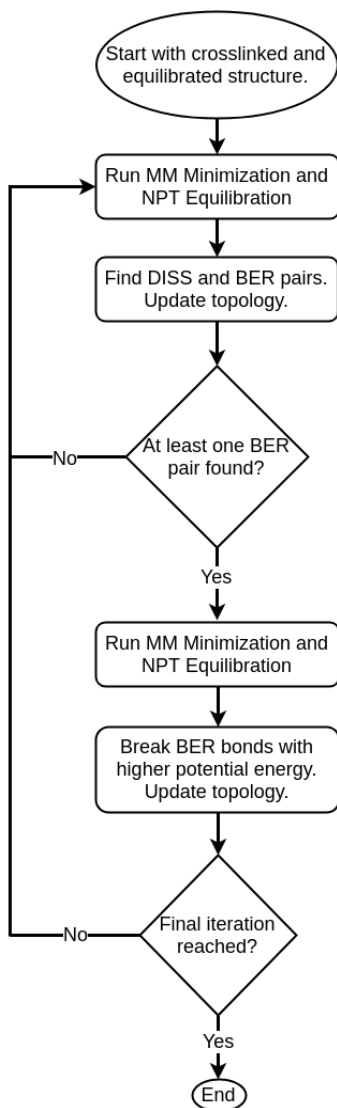 Start with crosslinked and
equilibrated structure.
Run MM Minimization and
NPT Equilibration
Find DISS and BER pairs.
Update topology.
At least one BER
pair found?
No
Yes
Run MM Minimization and
NPT Equilibration
Break BER bonds with
higher potential energy.
Update topology.
Final iteration
reached?
No
Yes
End